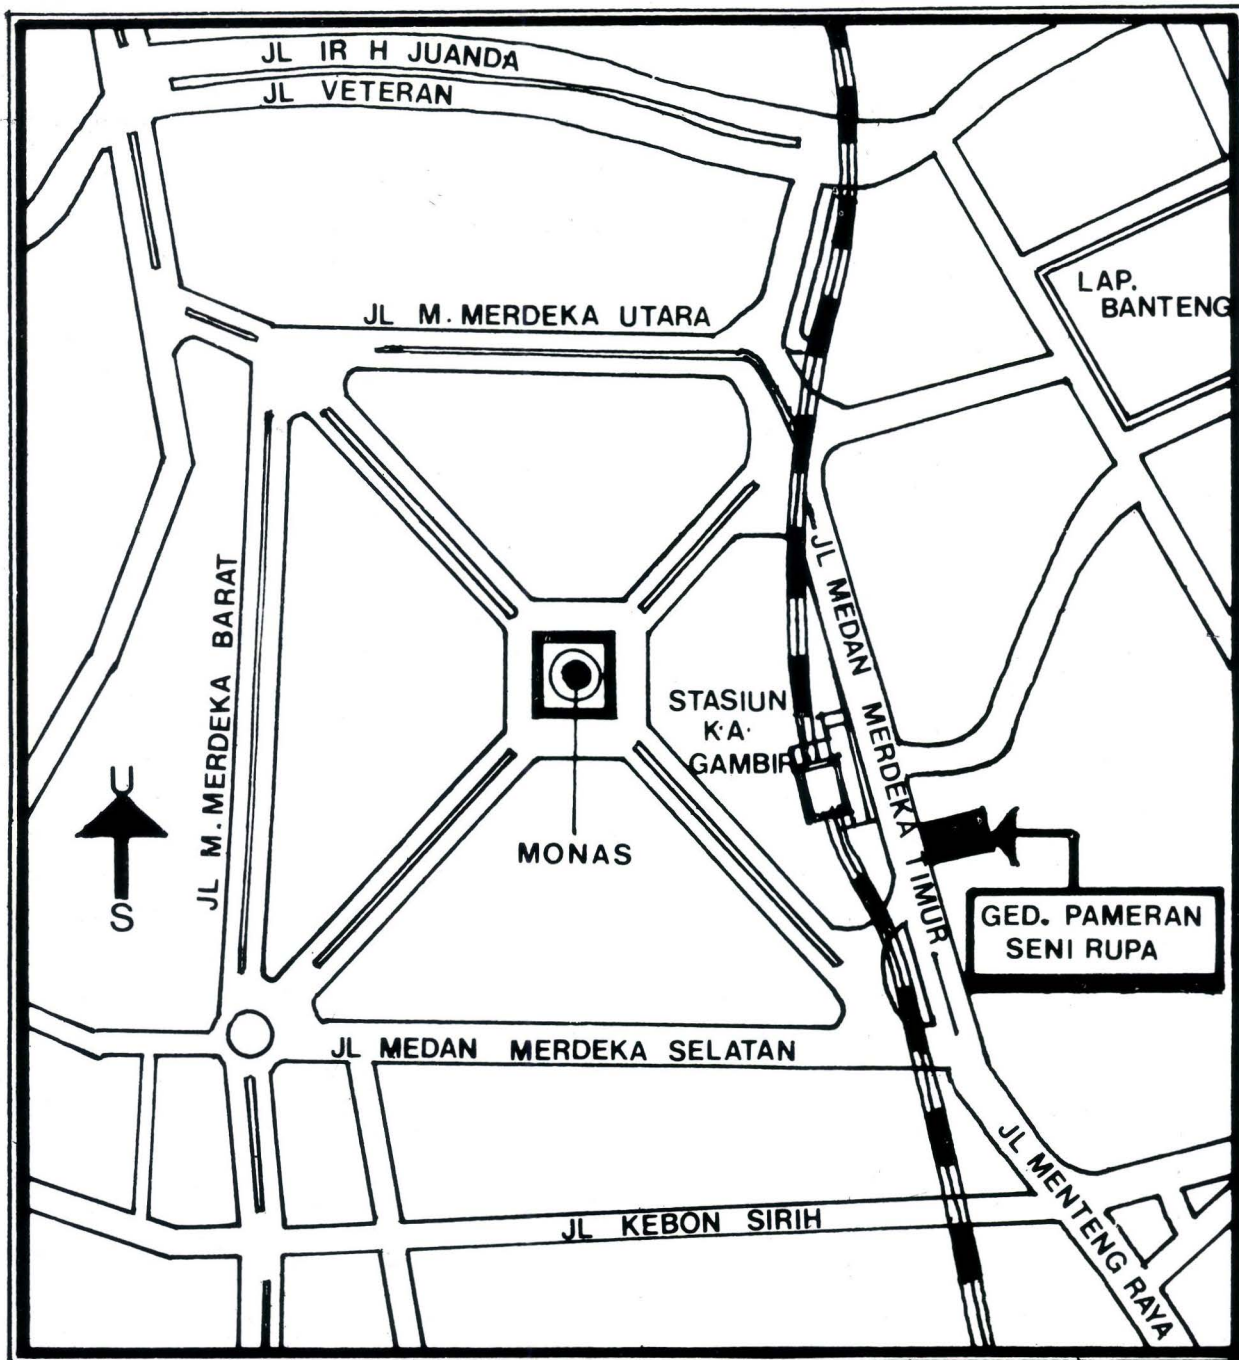 JL IR H JUANDA
JL VETERAN
LAP.
BANTENG
JL M. MERDEKA UTARA
JL M. MERDEKA BARAT
JL MEDAN MERDEKA TIMUR
STASIUN
K.A.
GAMBIR
U
S
MONAS
GED. PAMERAN
SENI RUPA
JL MEDAN MERDEKA SELATAN
JL MENTENG RAYA
JL KEBON SIRIH